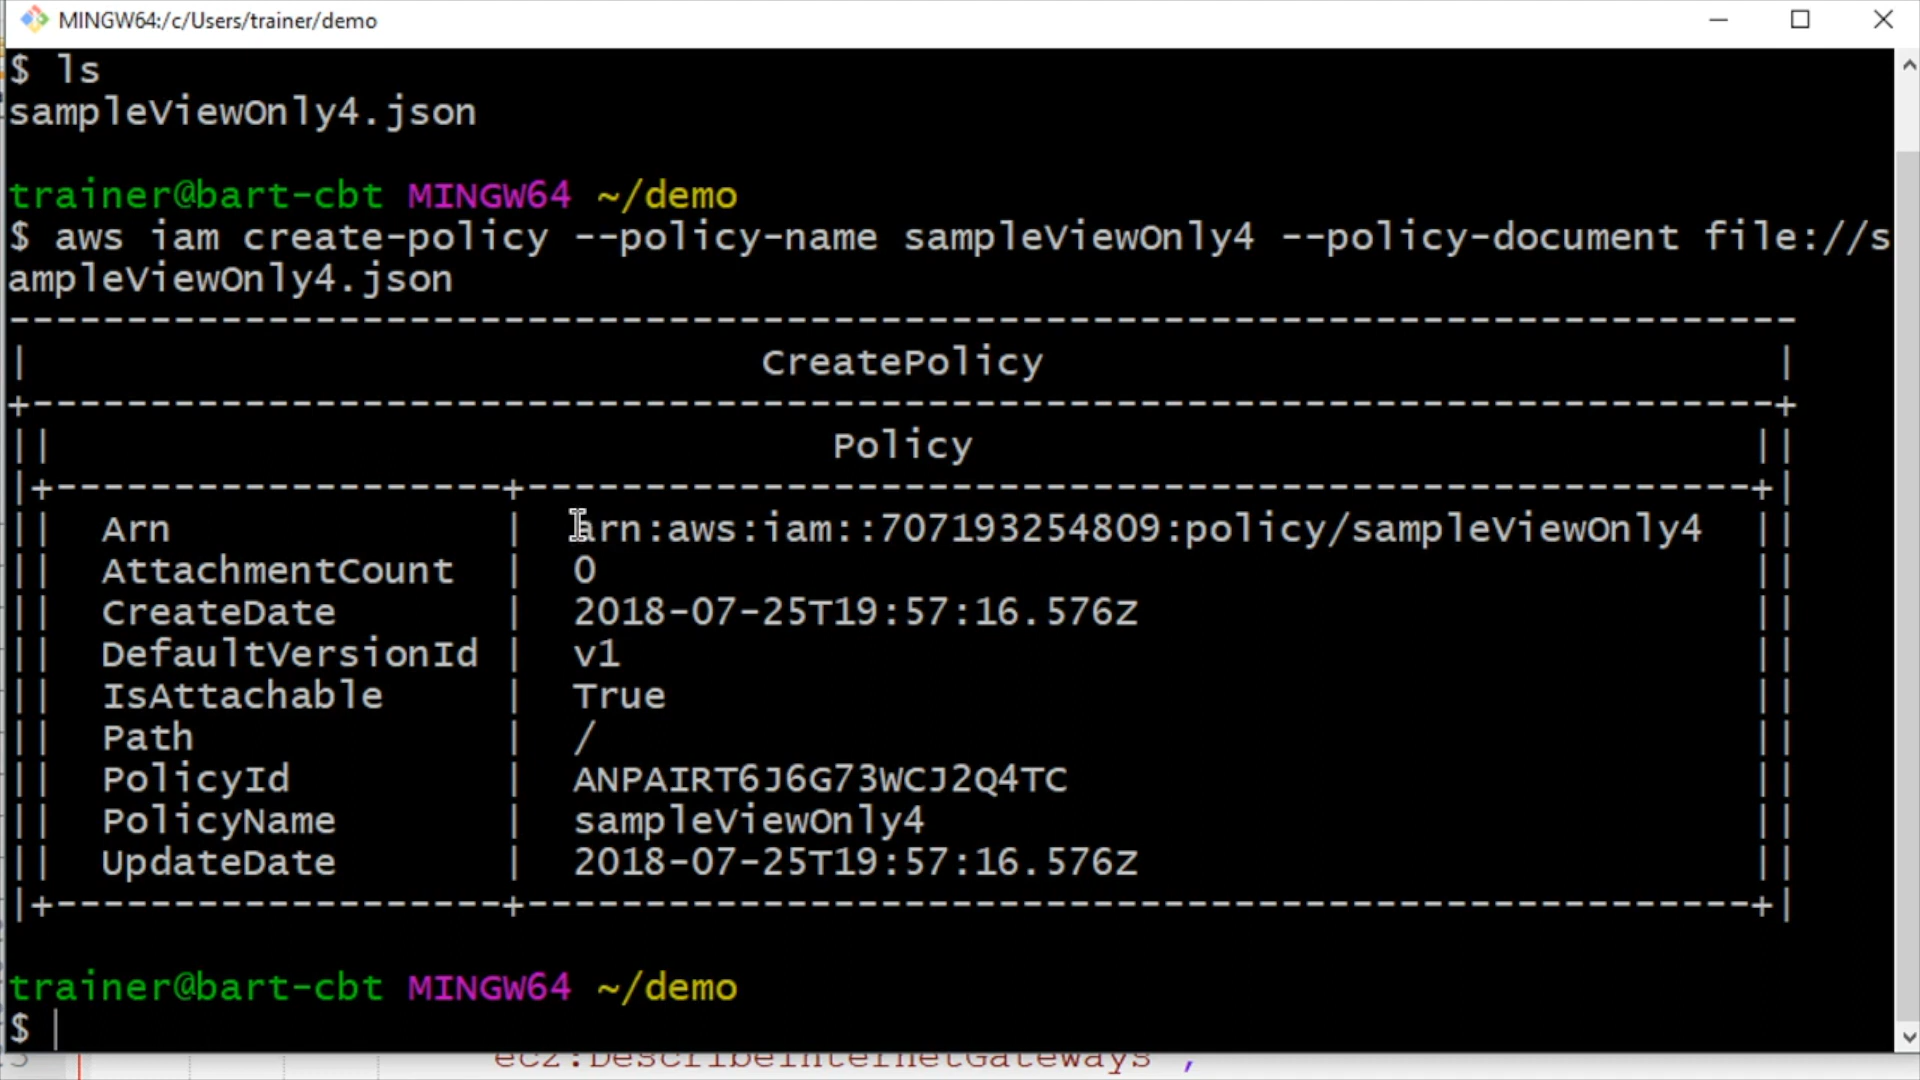 MINGW64:/c/Users/trainer/demo
$ ls
sampleViewOnly4.json
trainer@bart-cbt MINGW64 ~/demo
$ aws iam create-policy --policy-name sampleViewOnly4 --policy-document file://s
ampleViewOnly4.json
--------------------------------------------------------------------------------
| CreatePolicy |
+--------------------------------------------------------------------------+
|| Policy ||
|+-------------------+----------------------------------------------------+|
|| Arn | arn:aws:iam::707193254809:policy/sampleViewOnly4 ||
|| AttachmentCount | 0 ||
|| CreateDate | 2018-07-25T19:57:16.576Z ||
|| DefaultVersionId | v1 ||
|| IsAttachable | True ||
|| Path | / ||
|| PolicyId | ANPAIRT6J6G73WCJ2Q4TC ||
|| PolicyName | sampleViewOnly4 ||
|| UpdateDate | 2018-07-25T19:57:16.576Z ||
|+-------------------+----------------------------------------------------+|
trainer@bart-cbt MINGW64 ~/demo
$
ec2:DescribeInternetGateways ,